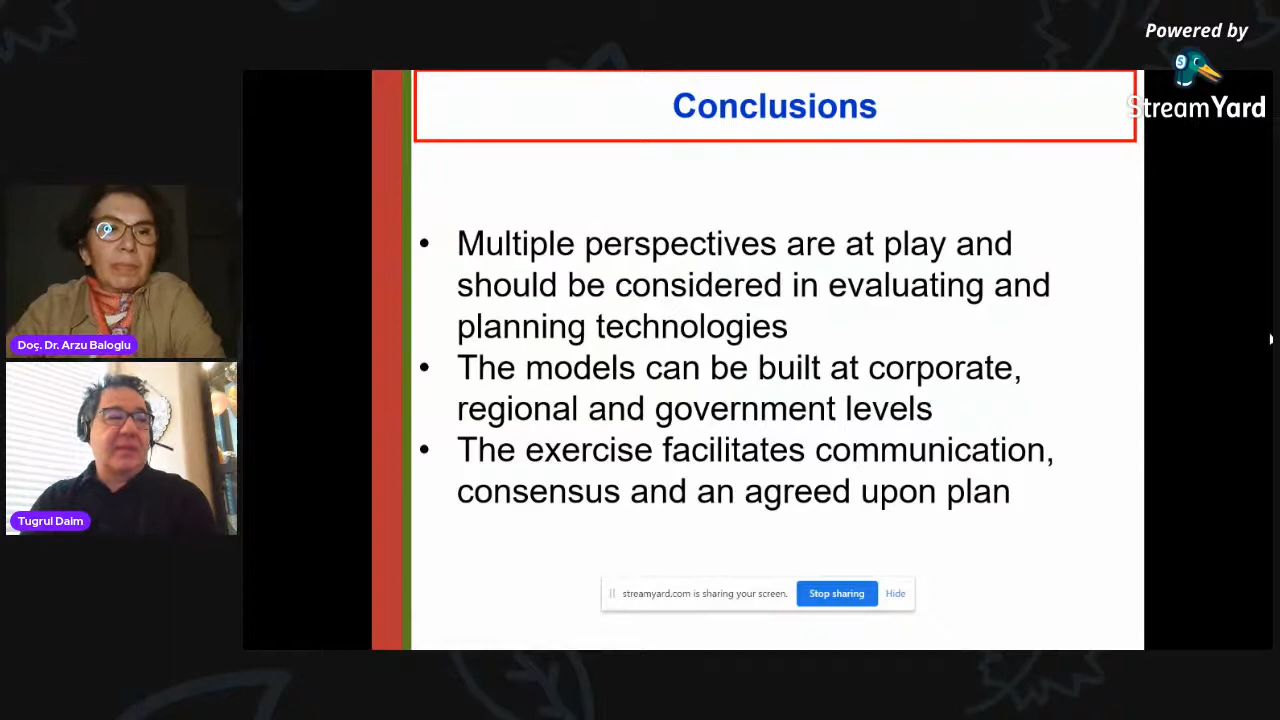 Powered by
StreamYard
Conclusions
• Multiple perspectives are at play and
should be considered in evaluating and
planning technologies
• The models can be built at corporate,
regional and government levels
• The exercise facilitates communication,
consensus and an agreed upon plan
Doç. Dr. Arzu Baloglu
Tugrul Daim
streamyard.com is sharing your screen.
Stop sharing
Hide